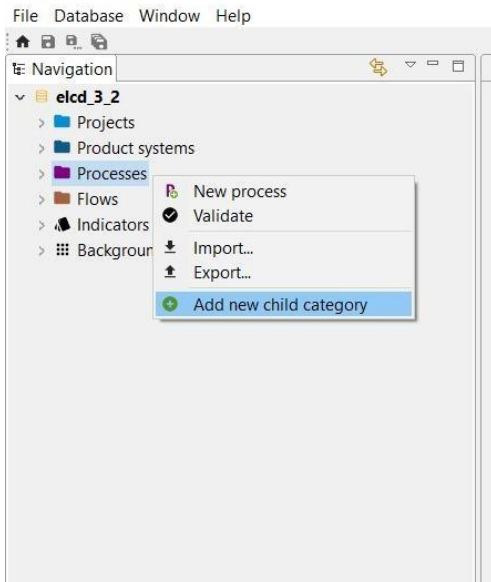 File Database Window Help
Navigation
elcd_3_2
Projects
Product systems
Processes
New process
Flows
Validate
Indicators
Import...
Backgroun
Export...
Add new child category